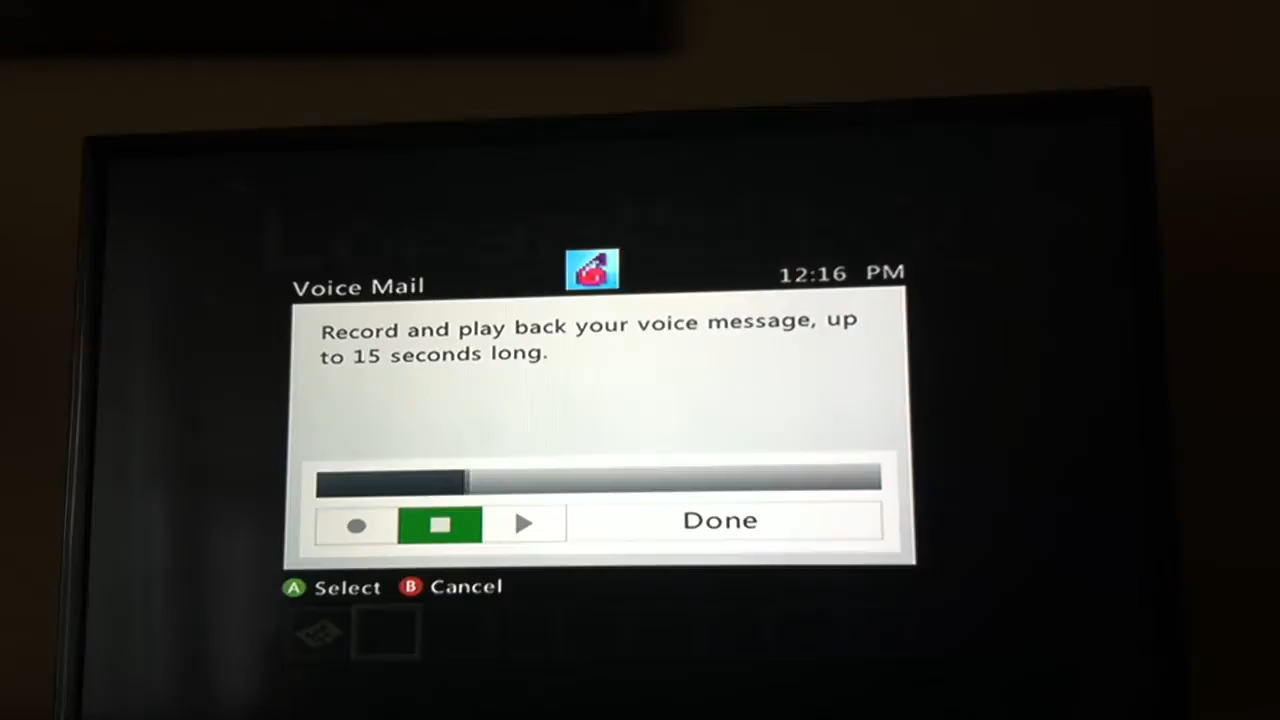 Voice Mail
12:16 PM
Record and play back your voice message, up
to 15 seconds long.
Done
A Select B Cancel